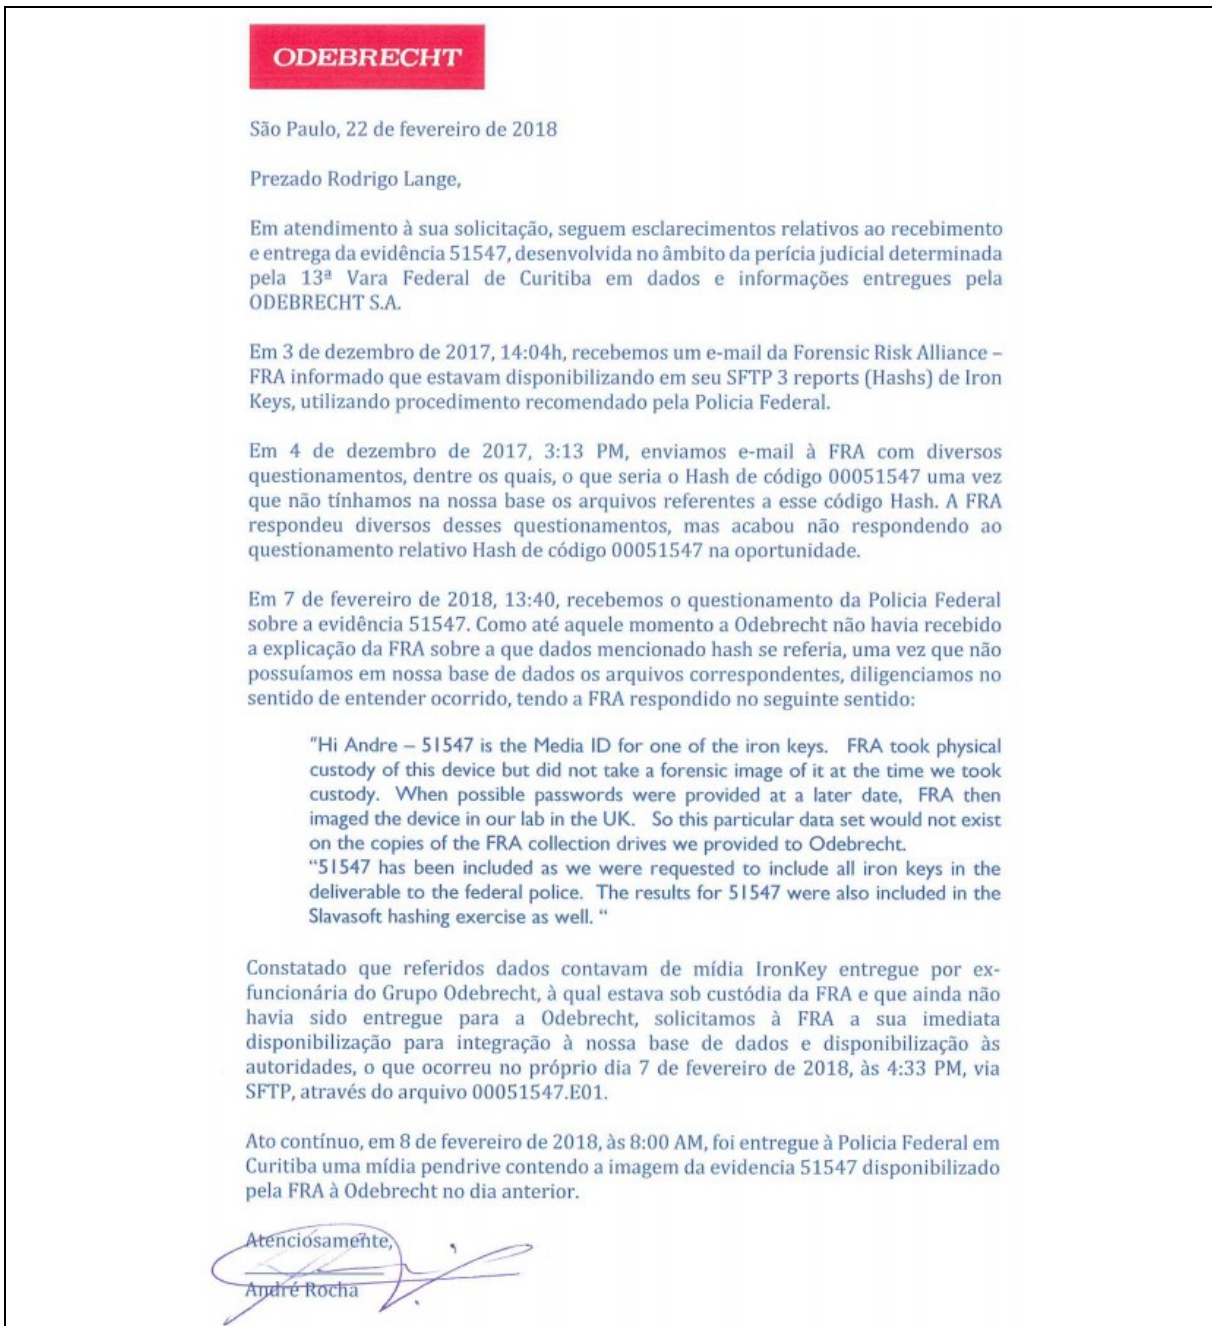 ODEBRECHT
São Paulo, 22 de fevereiro de 2018
Prezado Rodrigo Lange,
Em atendimento à sua solicitação, seguem esclarecimentos relativos ao recebimento
e entrega da evidência 51547, desenvolvida no âmbito da perícia judicial determinada
pela 13ª Vara Federal de Curitiba em dados e informações entregues pela
ODEBRECHT S.A.
Em 3 de dezembro de 2017, 14:04h, recebemos um e-mail da Forensic Risk Alliance –
FRA informado que estavam disponibilizando em seu SFTP 3 reports (Hashs) de Iron
Keys, utilizando procedimento recomendado pela Policia Federal.
Em 4 de dezembro de 2017, 3:13 PM, enviamos e-mail à FRA com diversos
questionamentos, dentre os quais, o que seria o Hash de código 00051547 uma vez
que não tínhamos na nossa base os arquivos referentes a esse código Hash. A FRA
respondeu diversos desses questionamentos, mas acabou não respondendo ao
questionamento relativo Hash de código 00051547 na oportunidade.
Em 7 de fevereiro de 2018, 13:40, recebemos o questionamento da Policia Federal
sobre a evidência 51547. Como até aquele momento a Odebrecht não havia recebido
a explicação da FRA sobre a que dados mencionado hash se referia, uma vez que não
possuíamos em nossa base de dados os arquivos correspondentes, diligenciamos no
sentido de entender ocorrido, tendo a FRA respondido no seguinte sentido:
"Hi Andre – 51547 is the Media ID for one of the iron keys. FRA took physical
custody of this device but did not take a forensic image of it at the time we took
custody. When possible passwords were provided at a later date, FRA then
imaged the device in our lab in the UK. So this particular data set would not exist
on the copies of the FRA collection drives we provided to Odebrecht.
"51547 has been included as we were requested to include all iron keys in the
deliverable to the federal police. The results for 51547 were also included in the
Slavasoft hashing exercise as well. "
Constatado que referidos dados contavam de mídia IronKey entregue por ex-
funcionária do Grupo Odebrecht, à qual estava sob custódia da FRA e que ainda não
havia sido entregue para a Odebrecht, solicitamos à FRA a sua imediata
disponibilização para integração à nossa base de dados e disponibilização às
autoridades, o que ocorreu no próprio dia 7 de fevereiro de 2018, às 4:33 PM, via
SFTP, através do arquivo 00051547.E01.
Ato contínuo, em 8 de fevereiro de 2018, às 8:00 AM, foi entregue à Policia Federal em
Curitiba uma mídia pendrive contendo a imagem da evidencia 51547 disponibilizado
pela FRA à Odebrecht no dia anterior.
Atenciosamente,
André Rocha